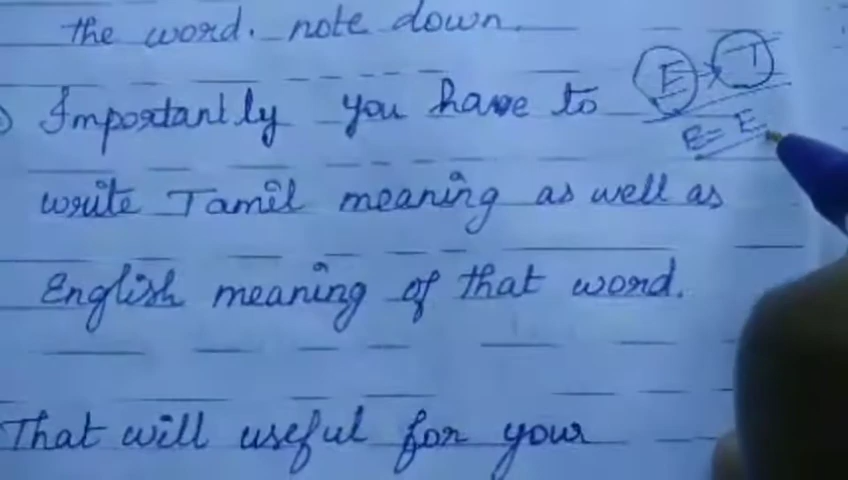 the word. note down.
E → T
Importantly you have to
E = E
write Tamil meaning as well as
English meaning of that word.
That will useful for your